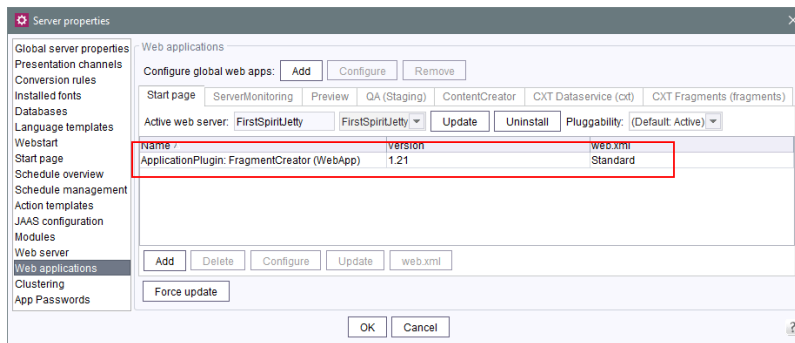 Server properties
Global server properties
Presentation channels
Conversion rules
Installed fonts
Databases
Language templates
Webstart
Start page
Schedule overview
Schedule management
Action templates
JAAS configuration
Modules
Web server
Web applications
Clustering
App Passwords
Web applications
Configure global web apps: Add Configure Remove
Start page ServerMonitoring Preview QA (Staging) ContentCreator CXT Dataservice (cxt) CXT Fragments (fragments)
Active web server: FirstSpiritJetty FirstSpiritJetty Update Uninstall Pluggability: (Default: Active)
Name Version web.xml
ApplicationPlugin: FragmentCreator (WebApp) 1.21 Standard
Add Delete Configure Update web.xml
Force update
OK Cancel
?